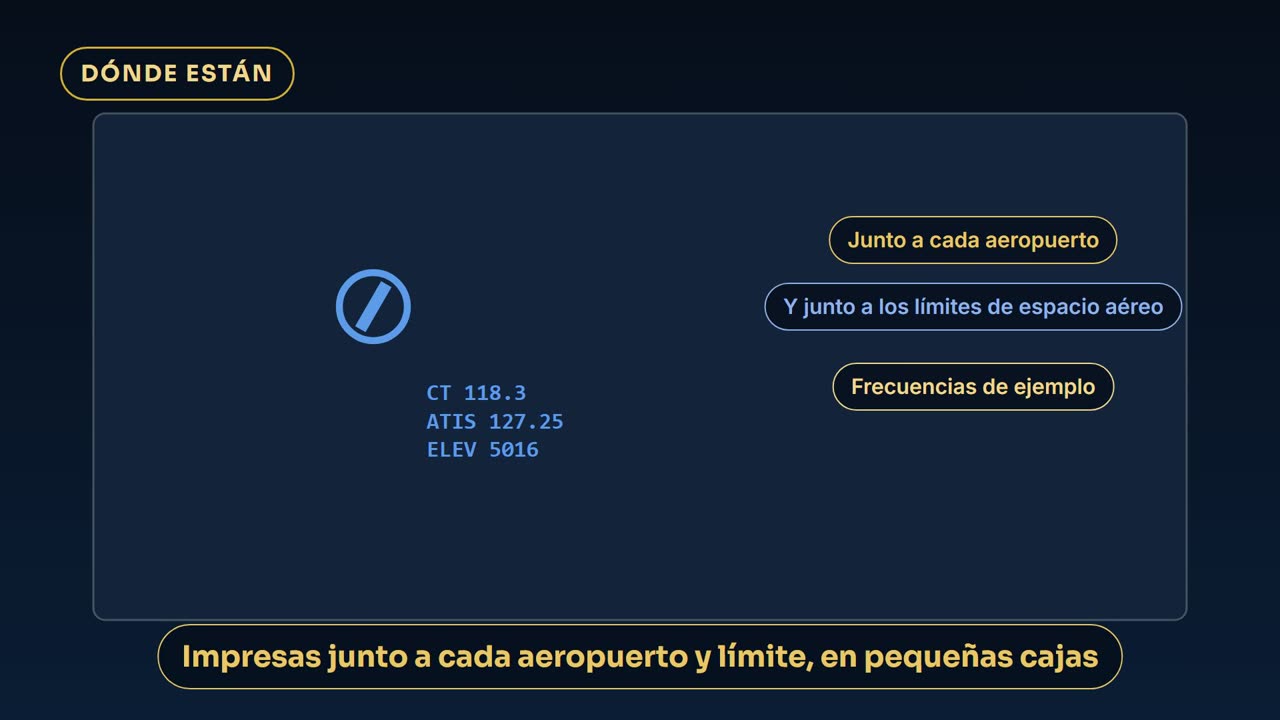 DÓNDE ESTÁN
Junto a cada aeropuerto
Y junto a los límites de espacio aéreo
Frecuencias de ejemplo
CT 118.3
ATIS 127.25
ELEV 5016
Impresas junto a cada aeropuerto y límite, en pequeñas cajas